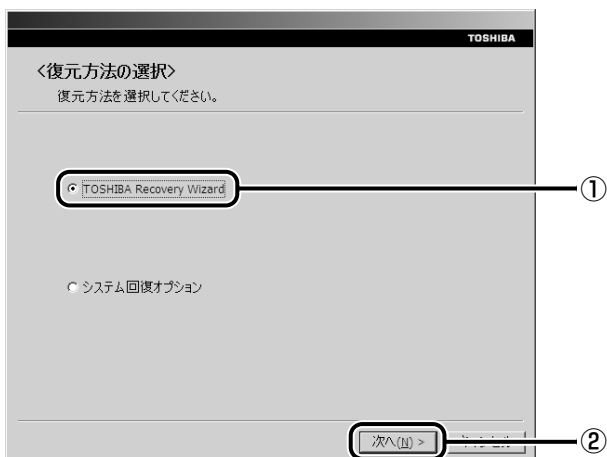 TOSHIBA
<復元方法の選択>
復元方法を選択してください。
TOSHIBA Recovery Wizard
①
システム回復オプション
次へ(N) >
②